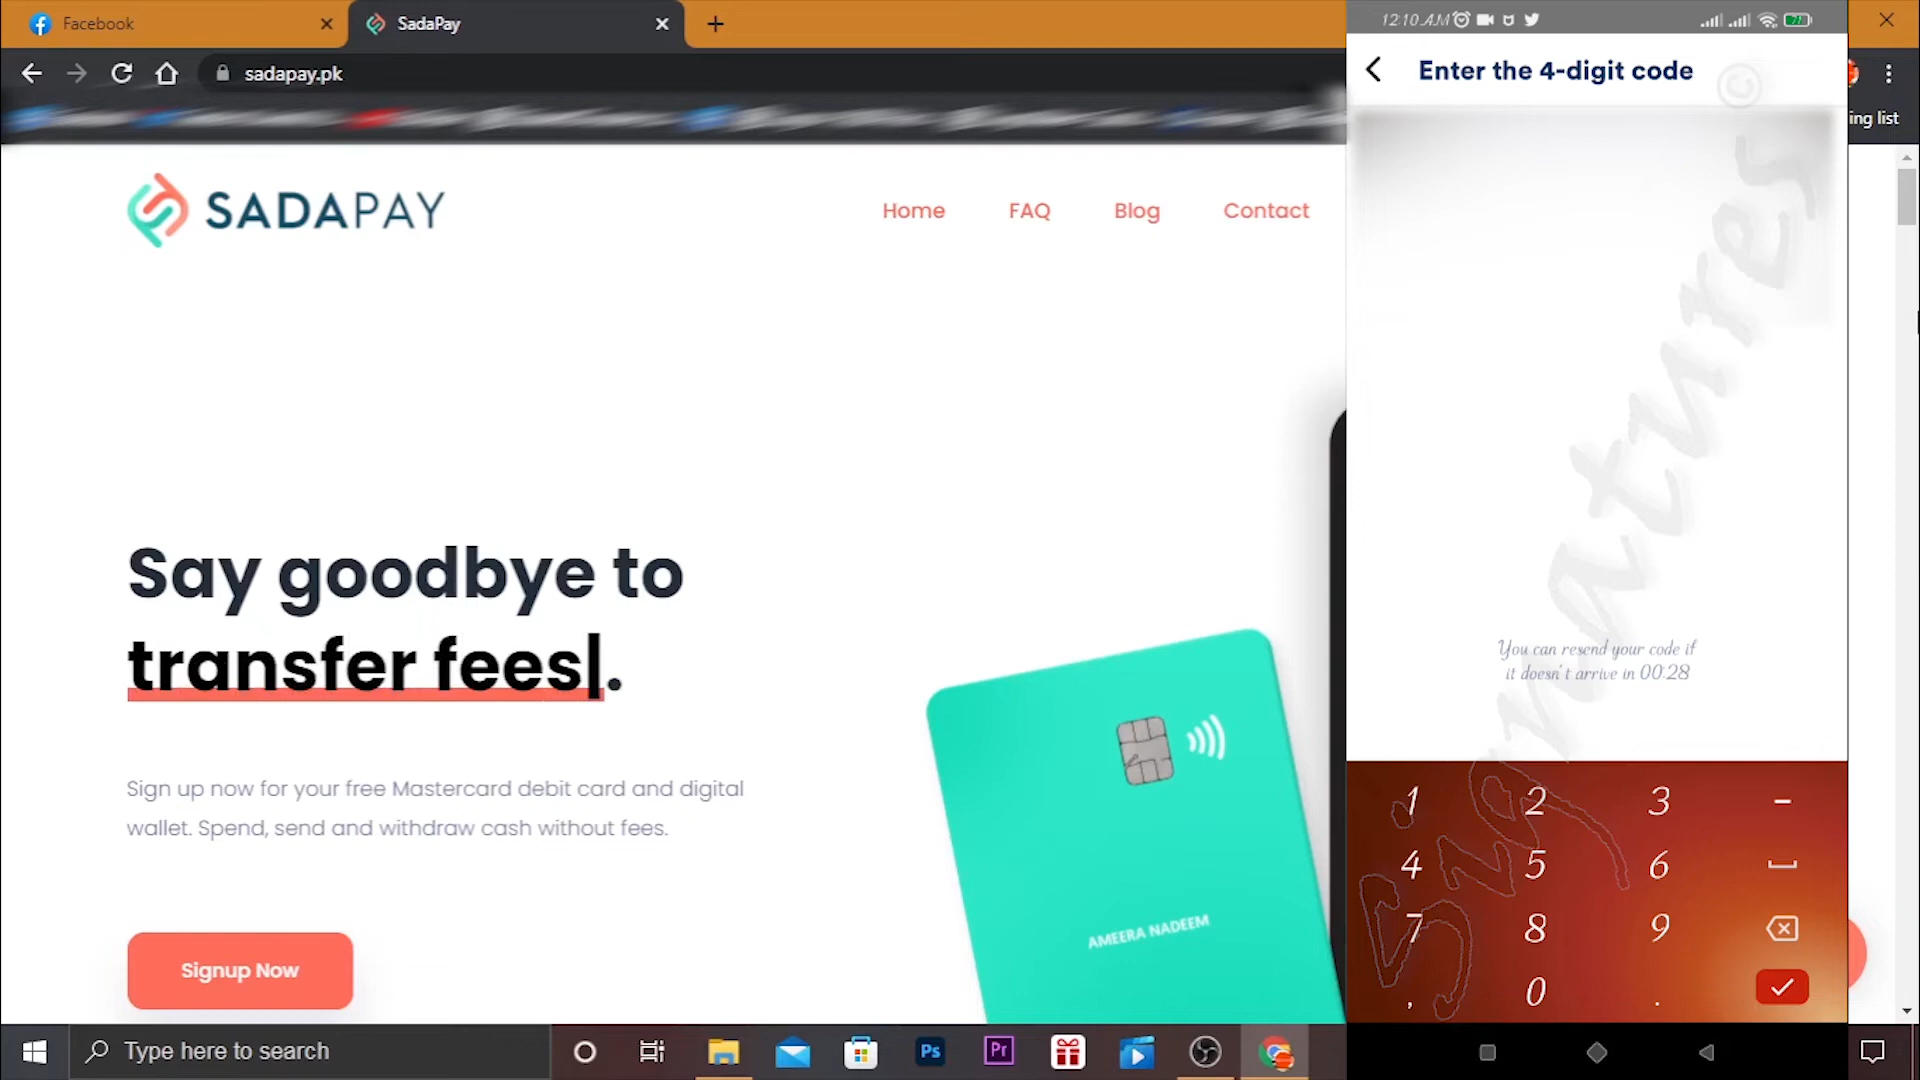 Facebook
SadaPay
sadapay.pk
SADAPAY
Home
FAQ
Blog
Contact
Say goodbye to
transfer fees.
Sign up now for your free Mastercard debit card and digital
wallet. Spend, send and withdraw cash without fees.
Signup Now
AMEERA NADEEM
12:10 AM
Enter the 4-digit code
ing list
You can resend your code if
it doesn't arrive in 00:28
1 2 3 -
4 5 6
7 8 9
, 0 .
©Signatures
Type here to search
Ps
Pr